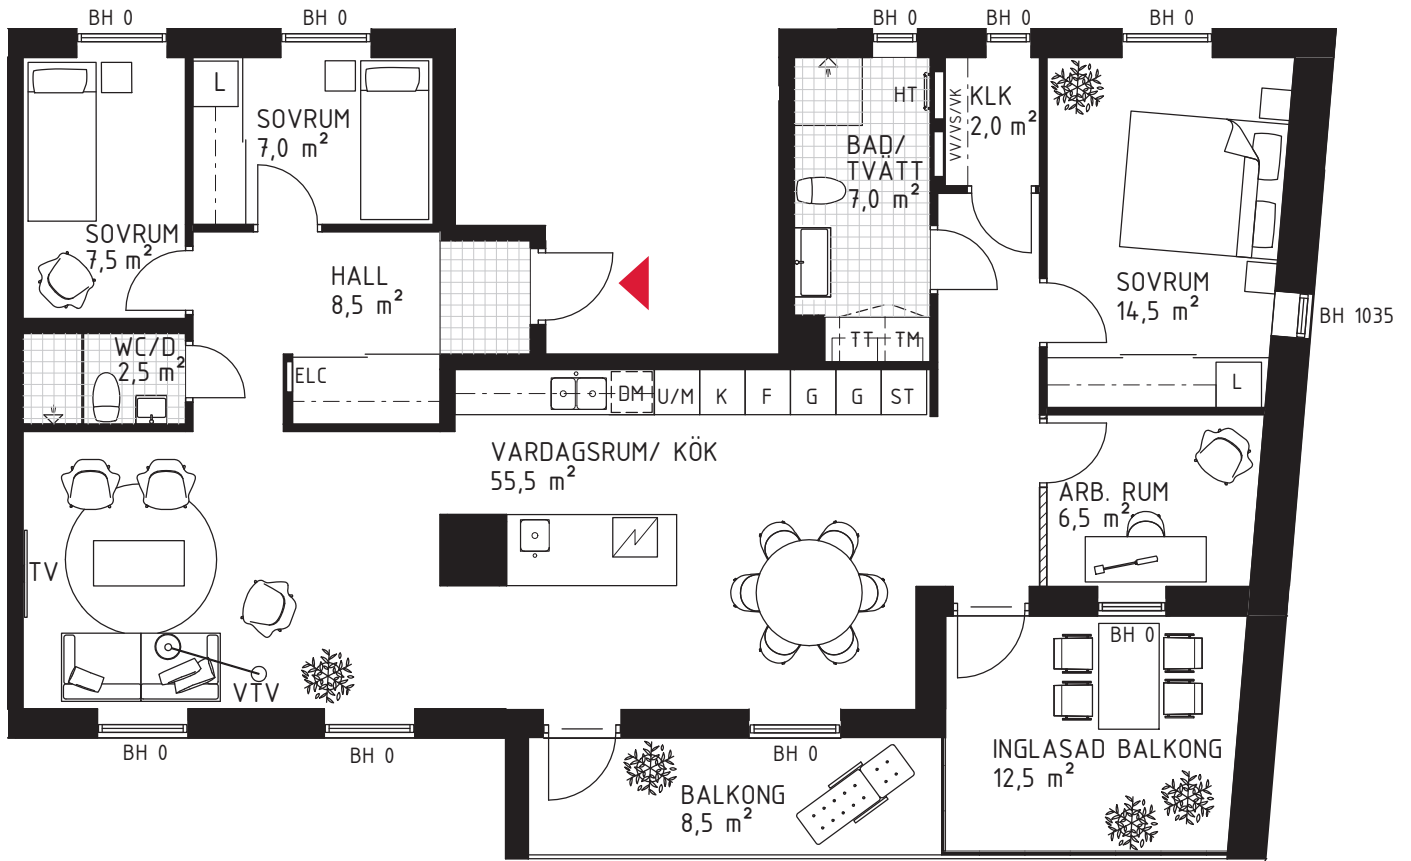 BH 0
BH 0
BH 0
BH 0
BH 0
L
SOVRUM
7,0 m²
HT
VV/VS/VK
KLK
2,0 m²
BAD/
TVÄTT
7,0 m²
SOVRUM
7,5 m²
HALL
8,5 m²
SOVRUM
14,5 m²
BH 1035
WC/D
2,5 m²
ELC
TT
TM
L
DM
U/M
K
F
G
G
ST
VARDAGSRUM/ KÖK
55,5 m²
ARB. RUM
6,5 m²
TV
VTV
BH 0
BH 0
BH 0
BH 0
INGLASAD BALKONG
12,5 m²
BALKONG
8,5 m²